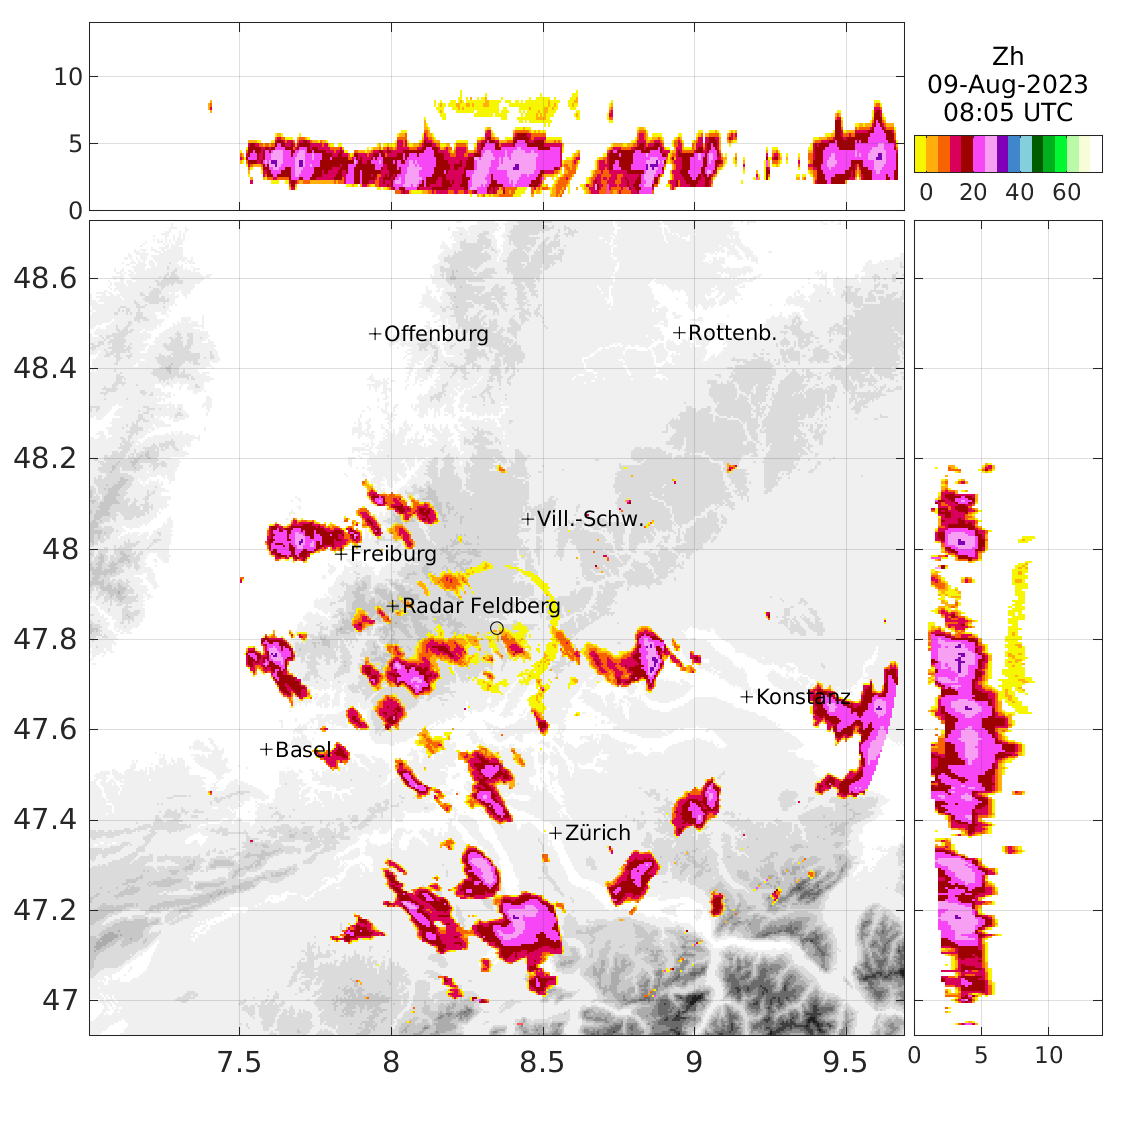 10
5
0
Zh
09-Aug-2023
08:05 UTC
0 20 40 60
48.6
48.4
48.2
48
47.8
47.6
47.4
47.2
47
+Offenburg
+Rottenb.
+Vill.-Schw.
+Freiburg
+Radar Feldberg
+Konstanz
+Basel
+Zürich
7.5 8 8.5 9 9.5
0 5 10